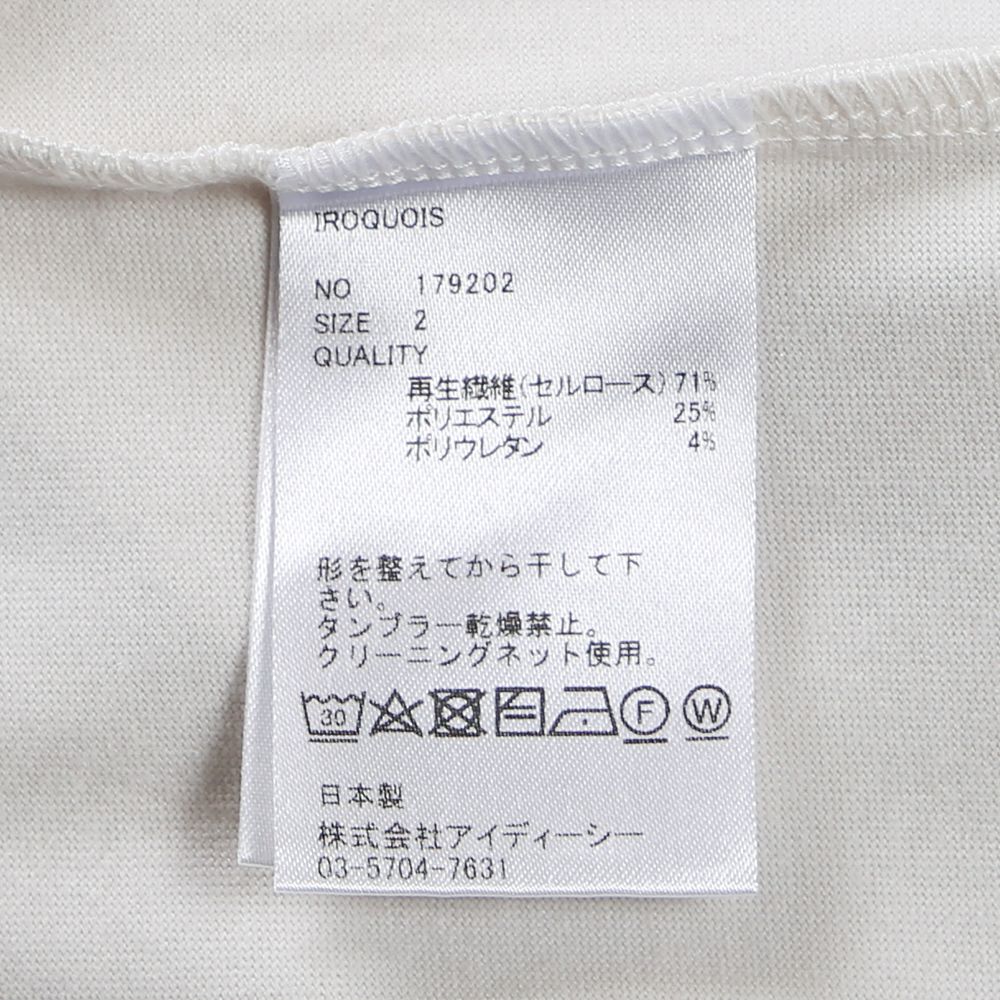 IROQUOIS
NO 179202
SIZE 2
QUALITY
再生繊維(セルロース) 71%
ポリエステル 25%
ポリウレタン 4%
形を整えてから干して下
さい。
タンブラー乾燥禁止。
クリーニングネット使用。
30 F W
日本製
株式会社アイディーシー
03-5704-7631